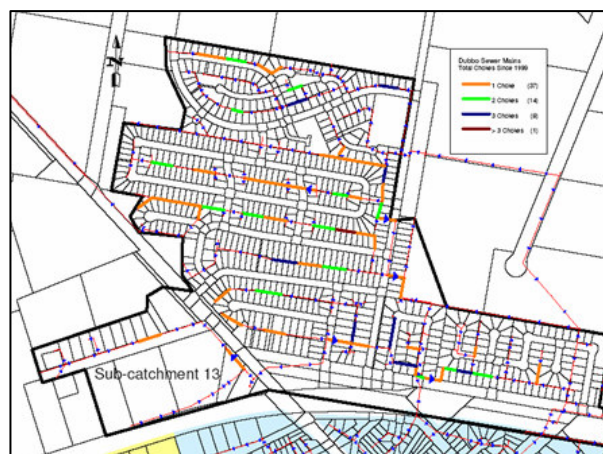 Dubbo Sewer Mains
Total Chokes Since 1999
1 Choke (37)
2 Chokes (14)
3 Chokes (9)
> 3 Chokes (1)
Sub-catchment 13